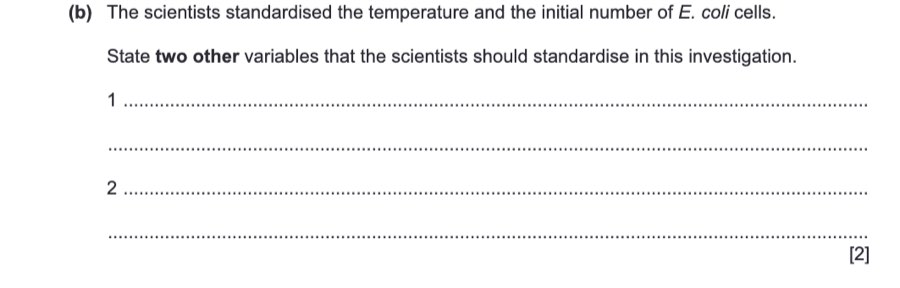 (b) The scientists standardised the temperature and the initial number of E. coli cells.
State two other variables that the scientists should standardise in this investigation.
1 ........................................................................................................................................
........................................................................................................................................
2 ........................................................................................................................................
........................................................................................................................................
[2]